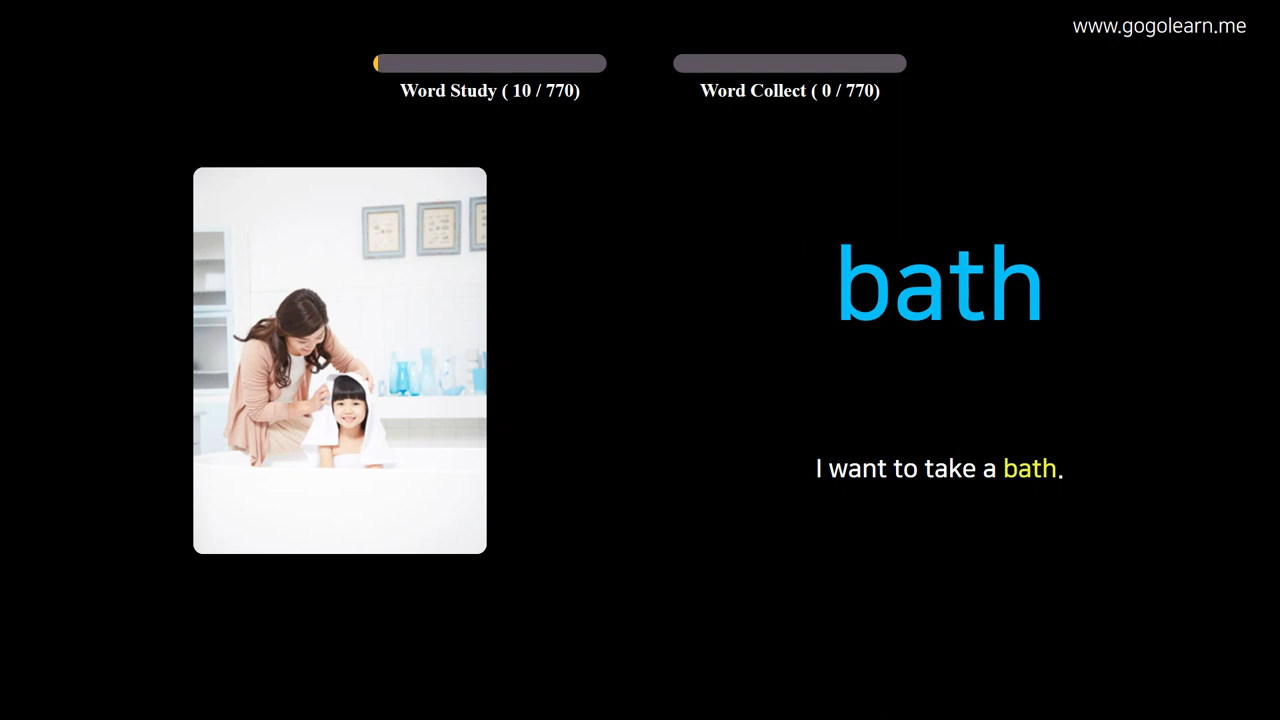 www.gogolearn.me
Word Study ( 10 / 770)
Word Collect ( 0 / 770)
bath
I want to take a bath.